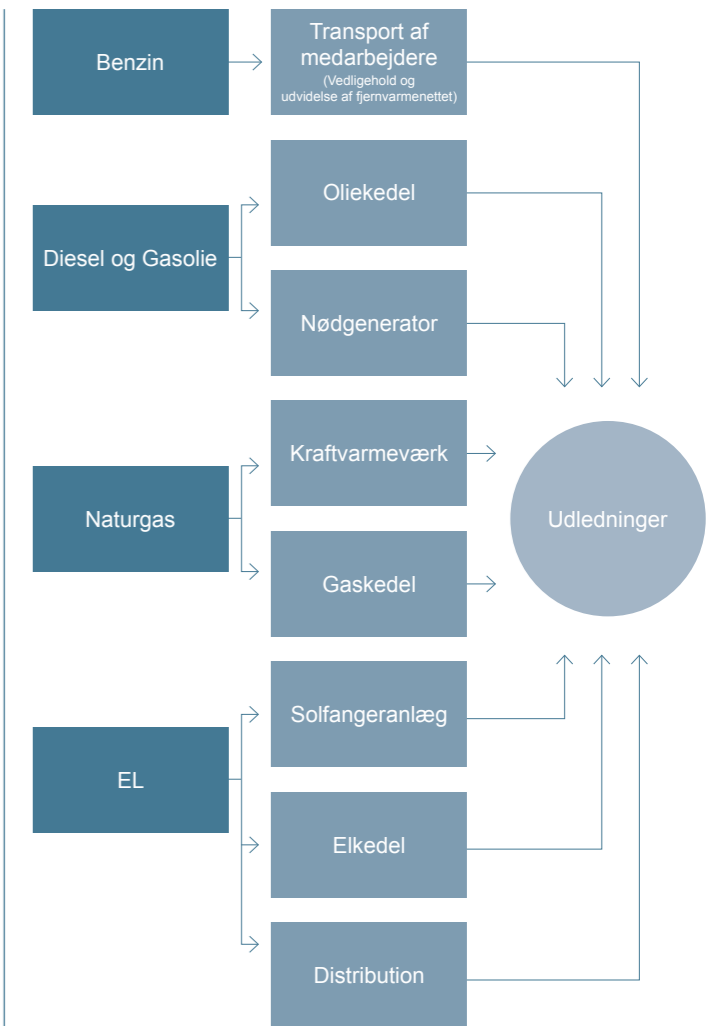 Benzin
Transport af
medarbejdere
(Vedligehold og
udvidelse af fjernvarmenettet)
Diesel og Gasolie
Oliekedel
Nødgenerator
Naturgas
Kraftvarmeværk
Gaskedel
Udledninger
EL
Solfangeranlæg
Elkedel
Distribution